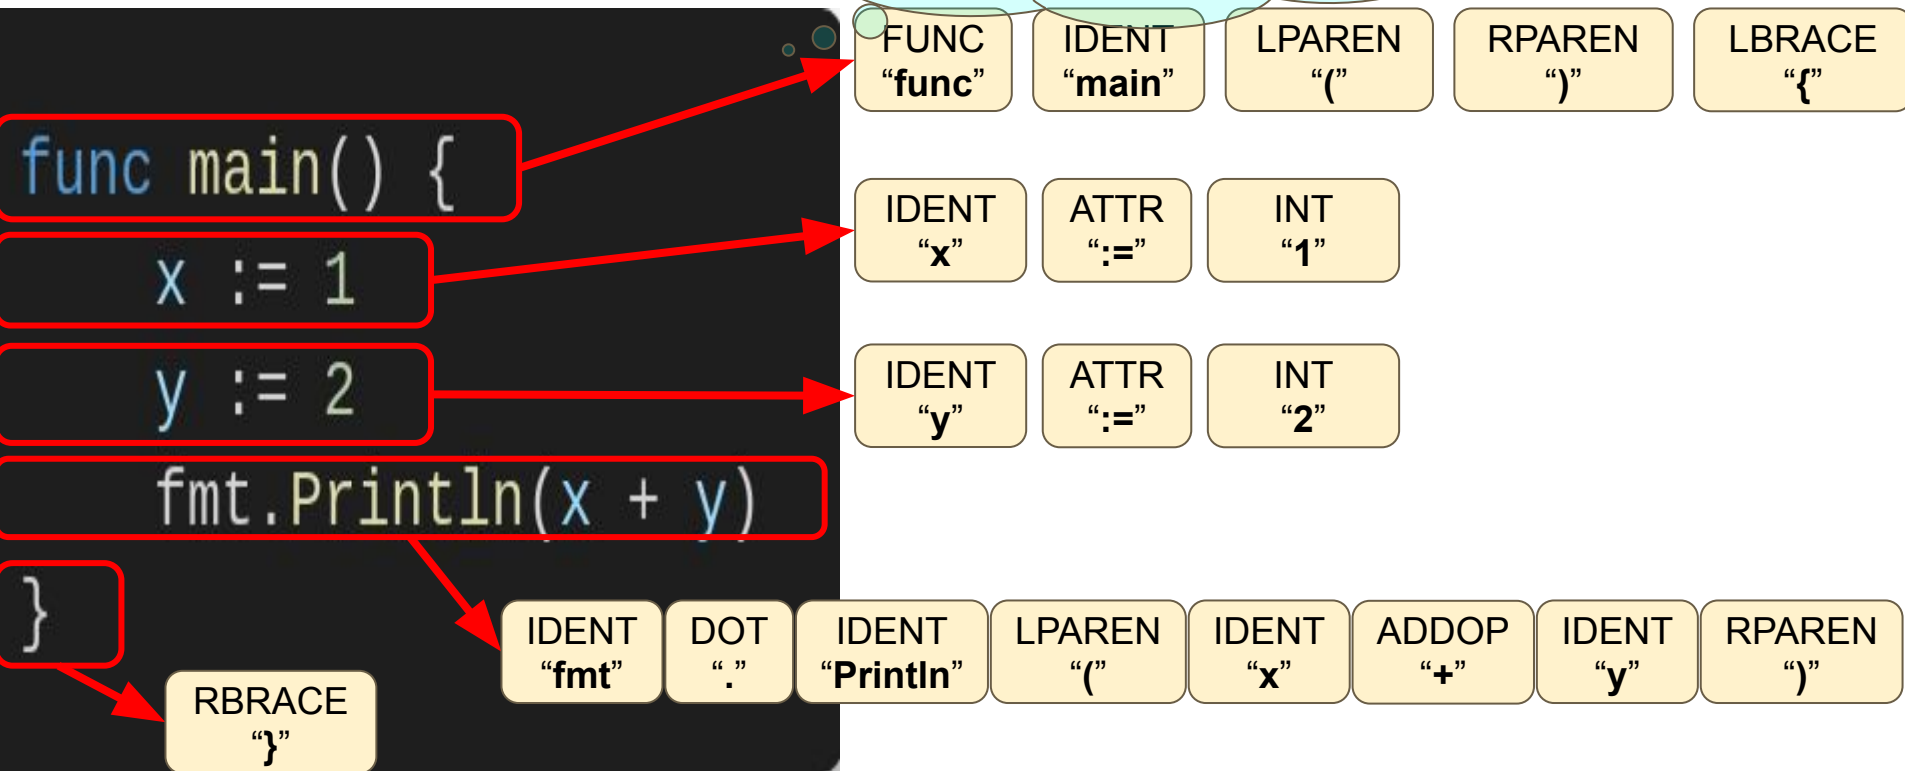 func main() {
x := 1
y := 2
fmt.Println(x + y)
}
FUNC IDENT LPAREN RPAREN LBRACE
“func” “main” “(” “)” “{”
IDENT ATTR INT
“x” “:=” “1”
IDENT ATTR INT
“y” “:=” “2”
IDENT DOT IDENT LPAREN IDENT ADDOP IDENT RPAREN
“fmt” “.” “Println” “(” “x” “+” “y” “)”
RBRACE
“}”